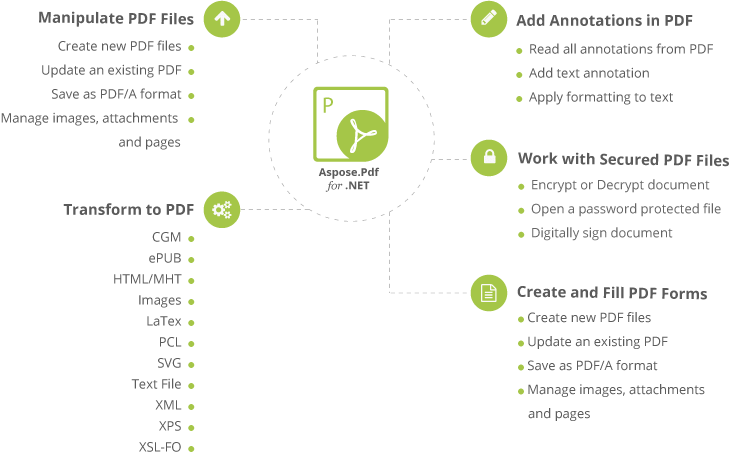 Manipulate PDF Files
Create new PDF files
Update an existing PDF
Save as PDF/A format
Manage images, attachments
and pages
Transform to PDF
CGM
ePUB
HTML/MHT
Images
LaTex
PCL
SVG
Text File
XML
XPS
XSL-FO
P
Aspose.Pdf
for .NET
Add Annotations in PDF
Read all annotations from PDF
Add text annotation
Apply formatting to text
Work with Secured PDF Files
Encrypt or Decrypt document
Open a password protected file
Digitally sign document
Create and Fill PDF Forms
Create new PDF files
Update an existing PDF
Save as PDF/A format
Manage images, attachments
and pages